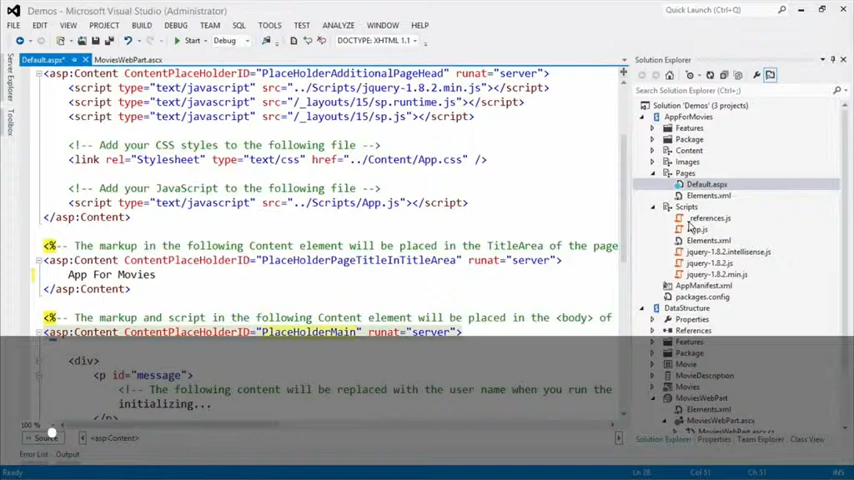 Demos - Microsoft Visual Studio (Administrator)
Quick Launch (Ctrl+Q)
FILE EDIT VIEW PROJECT BUILD DEBUG TEAM SQL TOOLS TEST ANALYZE WINDOW HELP
Start Debug DOCTYPE: XHTML 1.1
Default.aspx* MoviesWebPart.ascx
Server Explorer
Toolbox
<asp:Content ContentPlaceHolderID="PlaceHolderAdditionalPageHead" runat="server">
<script type="text/javascript" src="../Scripts/jquery-1.8.2.min.js"></script>
<script type="text/javascript" src="/_layouts/15/sp.runtime.js"></script>
<script type="text/javascript" src="/_layouts/15/sp.js"></script>
<!-- Add your CSS styles to the following file -->
<link rel="Stylesheet" type="text/css" href="../Content/App.css" />
<!-- Add your JavaScript to the following file -->
<script type="text/javascript" src="../Scripts/App.js"></script>
</asp:Content>
<%-- The markup in the following Content element will be placed in the TitleArea of the page
<asp:Content ContentPlaceHolderID="PlaceHolderPageTitleInTitleArea" runat="server">
App For Movies
</asp:Content>
<%-- The markup and script in the following Content element will be placed in the <body> of
<asp:Content ContentPlaceHolderID="PlaceHolderMain" runat="server">
<div>
<p id="message">
<!-- The following content will be replaced with the user name when you run the
initializing...
</p>
100 %
Source <asp:Content>
Error List Output
Solution Explorer
Search Solution Explorer (Ctrl+;)
Solution 'Demos' (3 projects)
AppForMovies
Features
Package
Content
Images
Pages
Default.aspx
Elements.xml
Scripts
_references.js
App.js
Elements.xml
jquery-1.8.2.intellisense.js
jquery-1.8.2.js
jquery-1.8.2.min.js
AppManifest.xml
packages.config
DataStructure
Properties
References
Features
Package
Movie
MovieDescription
Movies
MoviesWebPart
Elements.xml
MoviesWebPart.ascx
MoviesWebPart.ascx.c
Solution Explorer Properties Team Explorer Class View
Ready Ln 28 Col 51 Ch 51 INS